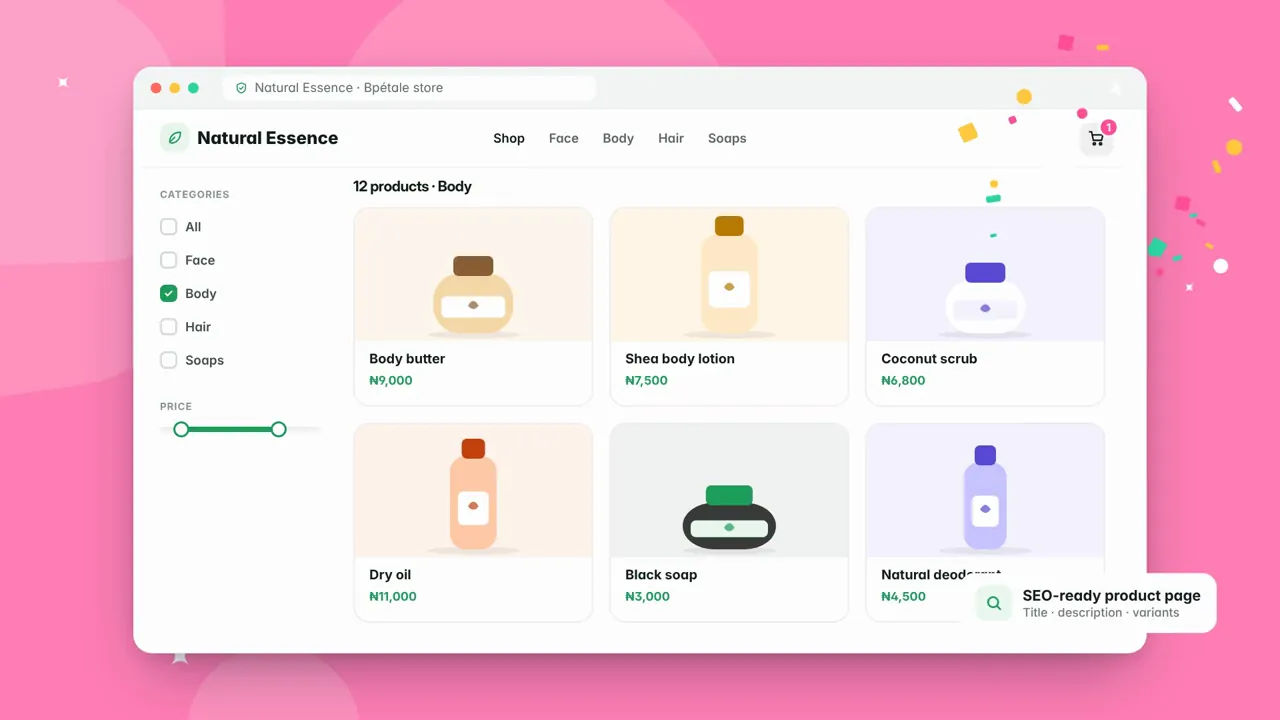 Natural Essence · Bpétale store
Natural Essence
Shop
Face
Body
Hair
Soaps
1
CATEGORIES
All
Face
Body
Hair
Soaps
PRICE
12 products · Body
Body butter
₦9,000
Shea body lotion
₦7,500
Coconut scrub
₦6,800
Dry oil
₦11,000
Black soap
₦3,000
Natural deodorant
₦4,500
SEO-ready product page
Title · description · variants